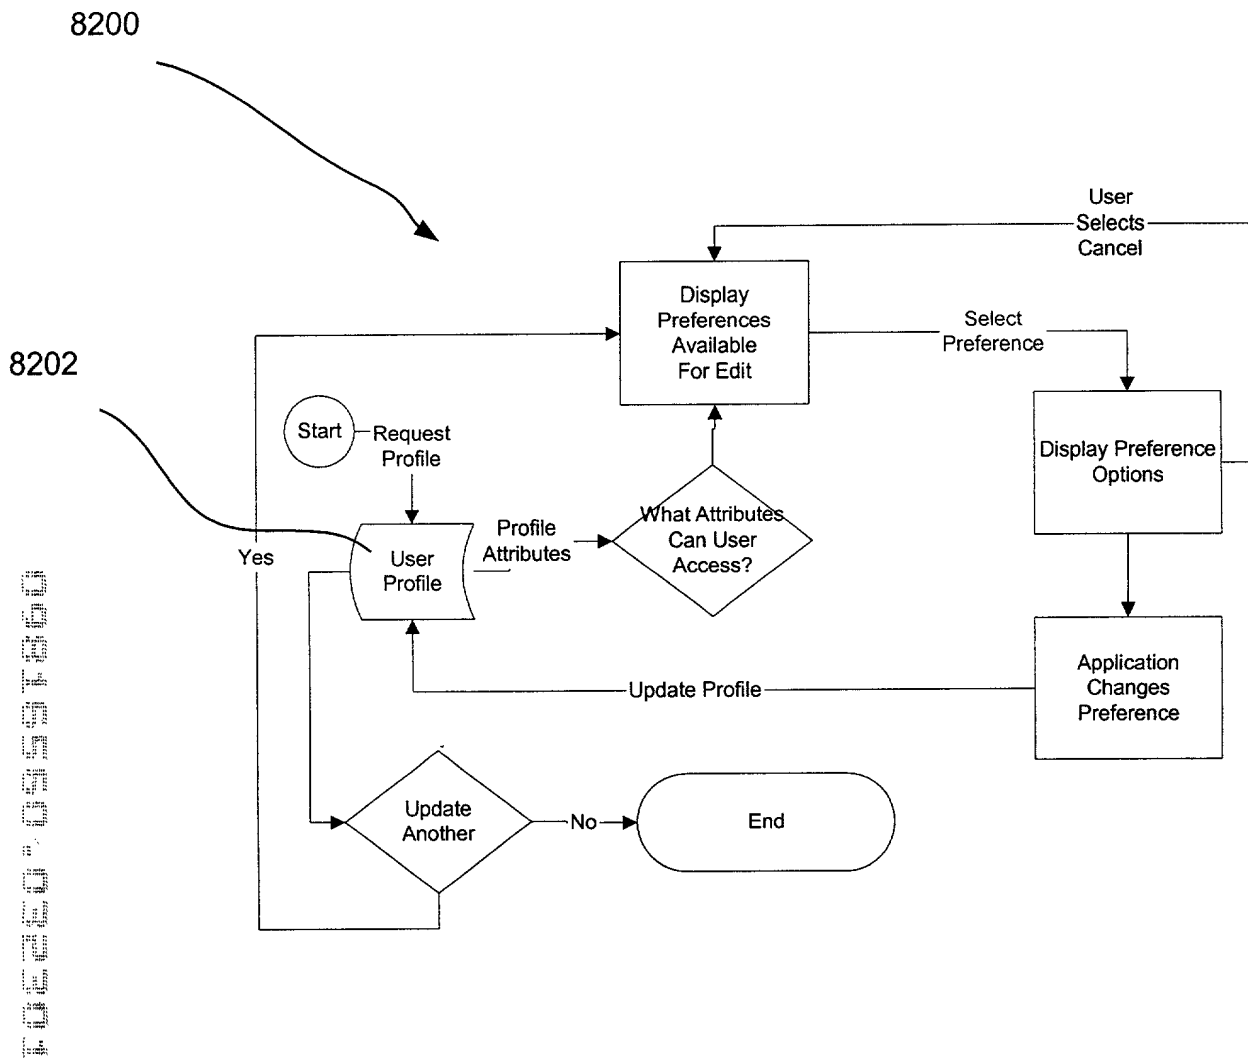 8200
User
Selects
Cancel
Display
Preferences
Available
For Edit
Select
Preference
8202
Start
Request
Profile
Display Preference
Options
What Attributes
Can User
Access?
Profile
Attributes
User
Profile
Yes
Application
Changes
Preference
Update Profile
Update
Another
No
End